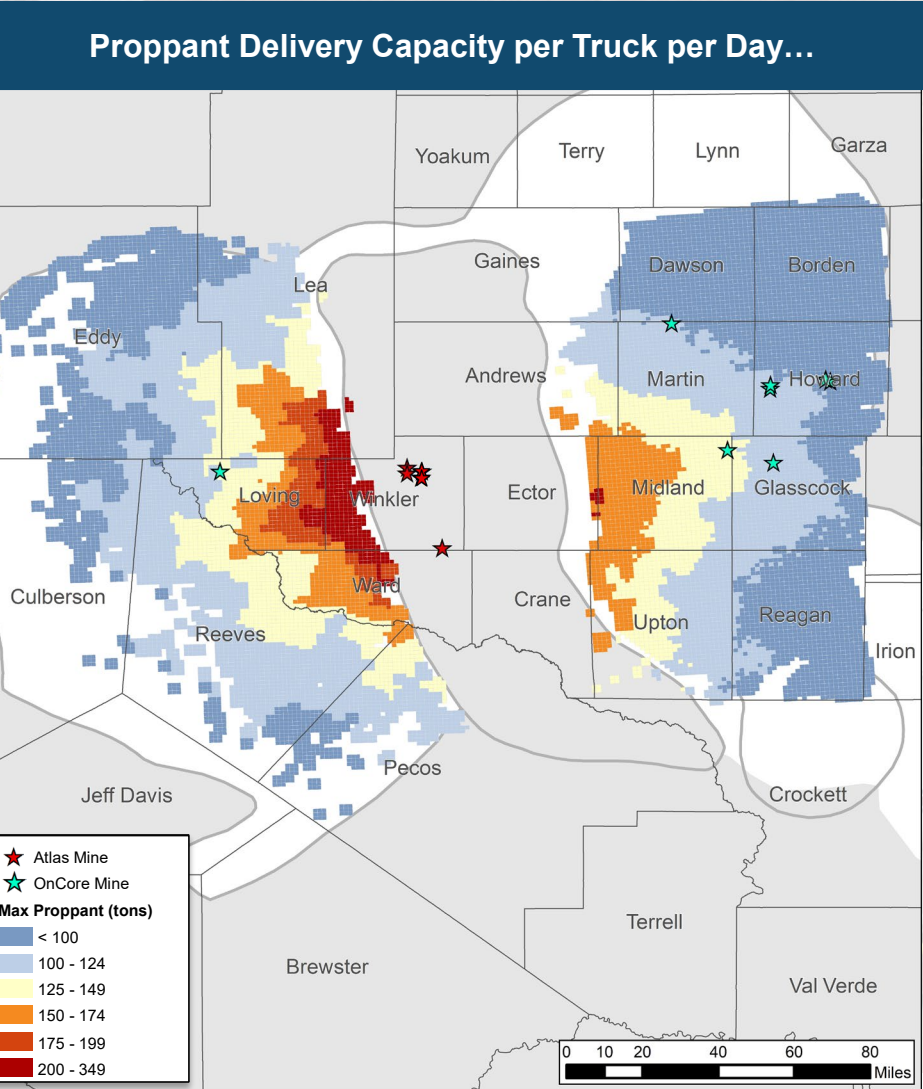 Proppant Delivery Capacity per Truck per Day…
Yoakum
Terry
Lynn
Garza
Lea
Gaines
Dawson
Borden
Eddy
Andrews
Martin
Howard
Loving
Winkler
Ector
Midland
Glasscock
Culberson
Ward
Crane
Reeves
Upton
Reagan
Irion
Pecos
Jeff Davis
Crockett
Terrell
Brewster
Val Verde
Atlas Mine
OnCore Mine
Max Proppant (tons)
< 100
100 - 124
125 - 149
150 - 174
175 - 199
200 - 349
0 10 20 40 60 80
Miles